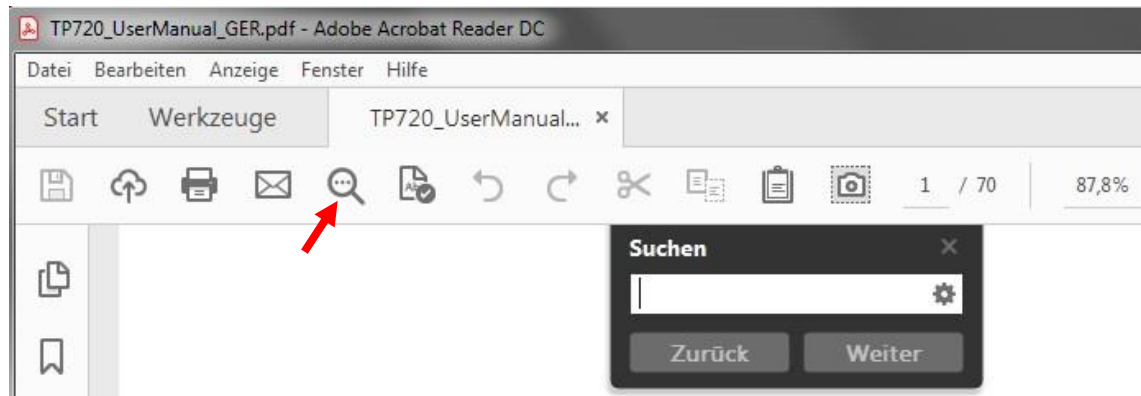 TP720_UserManual_GER.pdf - Adobe Acrobat Reader DC
Datei Bearbeiten Anzeige Fenster Hilfe
Start Werkzeuge TP720_UserManual... ×
1 / 70 87,8%
Suchen ×
Zurück Weiter